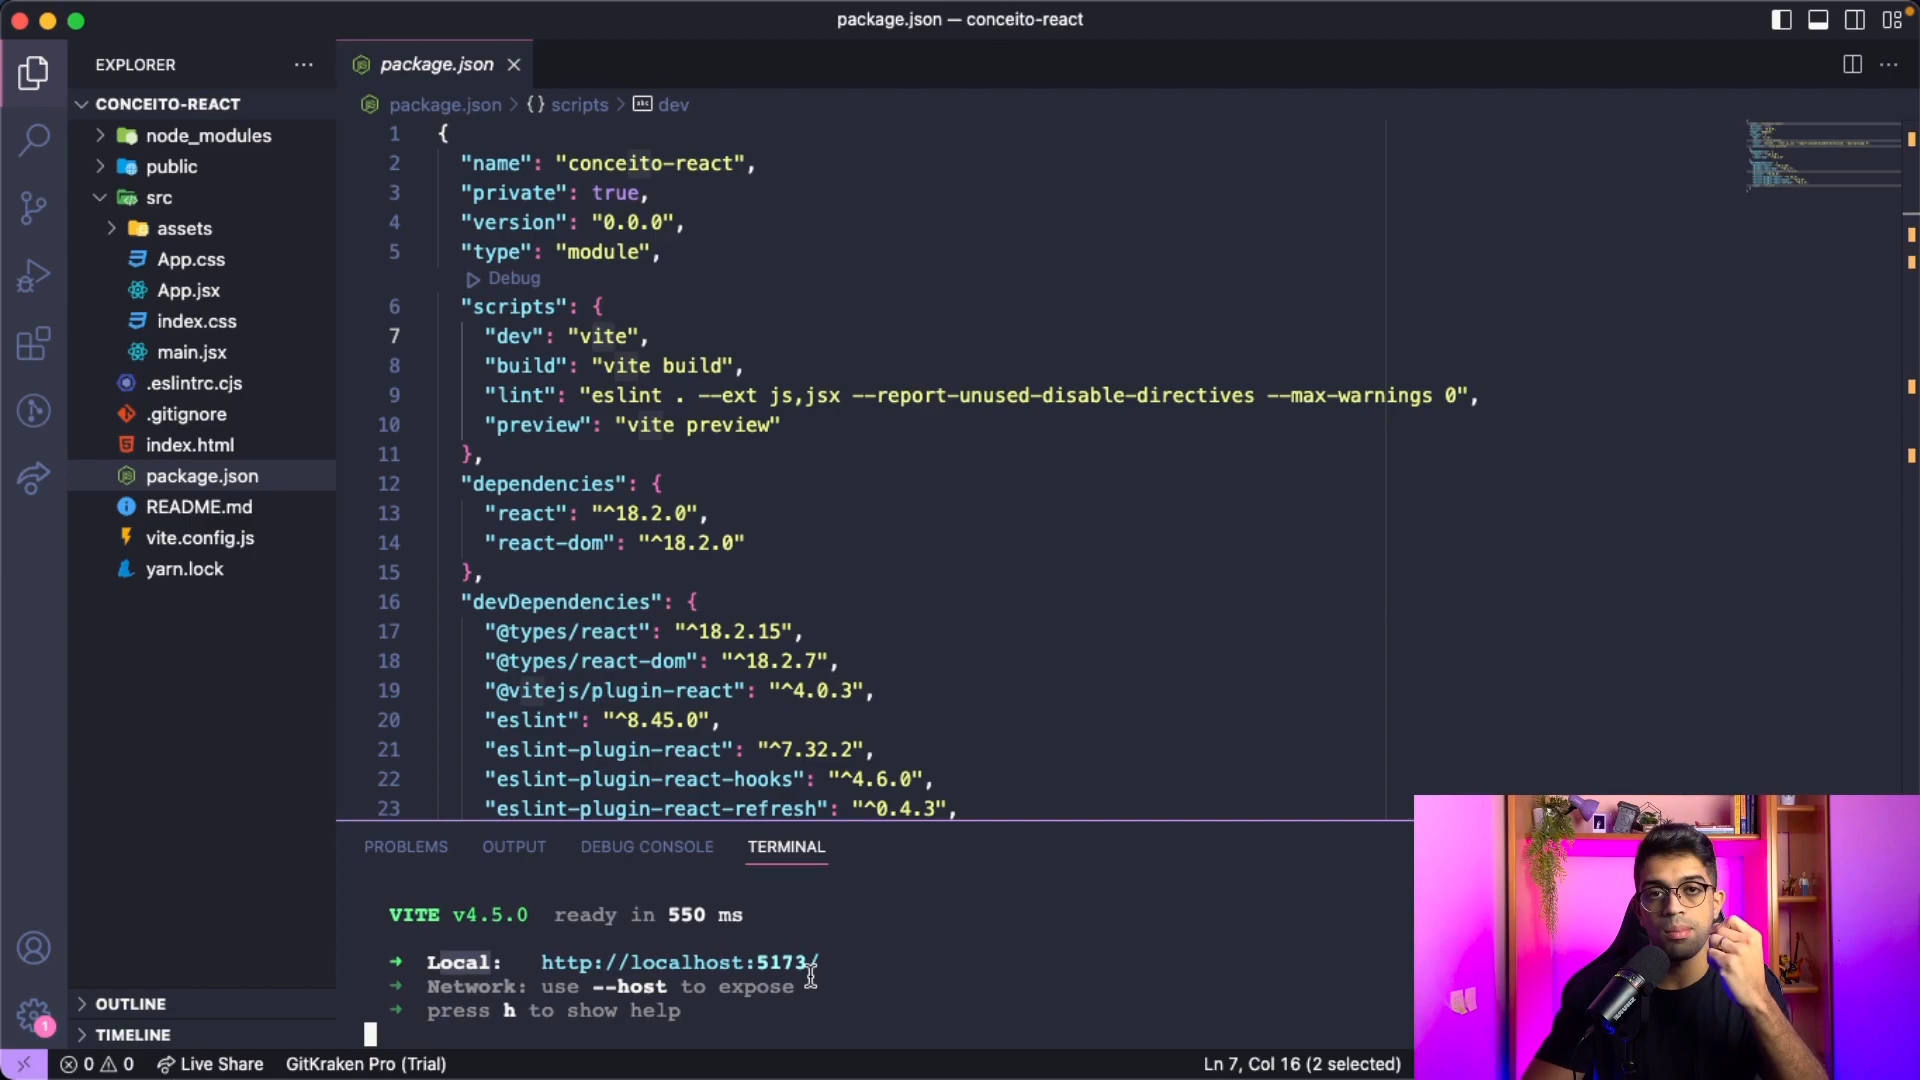 package.json — conceito-react
EXPLORER
CONCEITO-REACT
node_modules
public
src
assets
App.css
App.jsx
index.css
main.jsx
.eslintrc.cjs
.gitignore
index.html
package.json
README.md
vite.config.js
yarn.lock
OUTLINE
TIMELINE
package.json
package.json > {} scripts > abc dev
1 {
2 "name": "conceito-react",
3 "private": true,
4 "version": "0.0.0",
5 "type": "module",
Debug
6 "scripts": {
7 "dev": "vite",
8 "build": "vite build",
9 "lint": "eslint . --ext js,jsx --report-unused-disable-directives --max-warnings 0",
10 "preview": "vite preview"
11 },
12 "dependencies": {
13 "react": "^18.2.0",
14 "react-dom": "^18.2.0"
15 },
16 "devDependencies": {
17 "@types/react": "^18.2.15",
18 "@types/react-dom": "^18.2.7",
19 "@vitejs/plugin-react": "^4.0.3",
20 "eslint": "^8.45.0",
21 "eslint-plugin-react": "^7.32.2",
22 "eslint-plugin-react-hooks": "^4.6.0",
23 "eslint-plugin-react-refresh": "^0.4.3",
PROBLEMS OUTPUT DEBUG CONSOLE TERMINAL
VITE v4.5.0 ready in 550 ms
➜ Local: http://localhost:5173/
➜ Network: use --host to expose
➜ press h to show help
1
0 0 Live Share GitKraken Pro (Trial) Ln 7, Col 16 (2 selected)